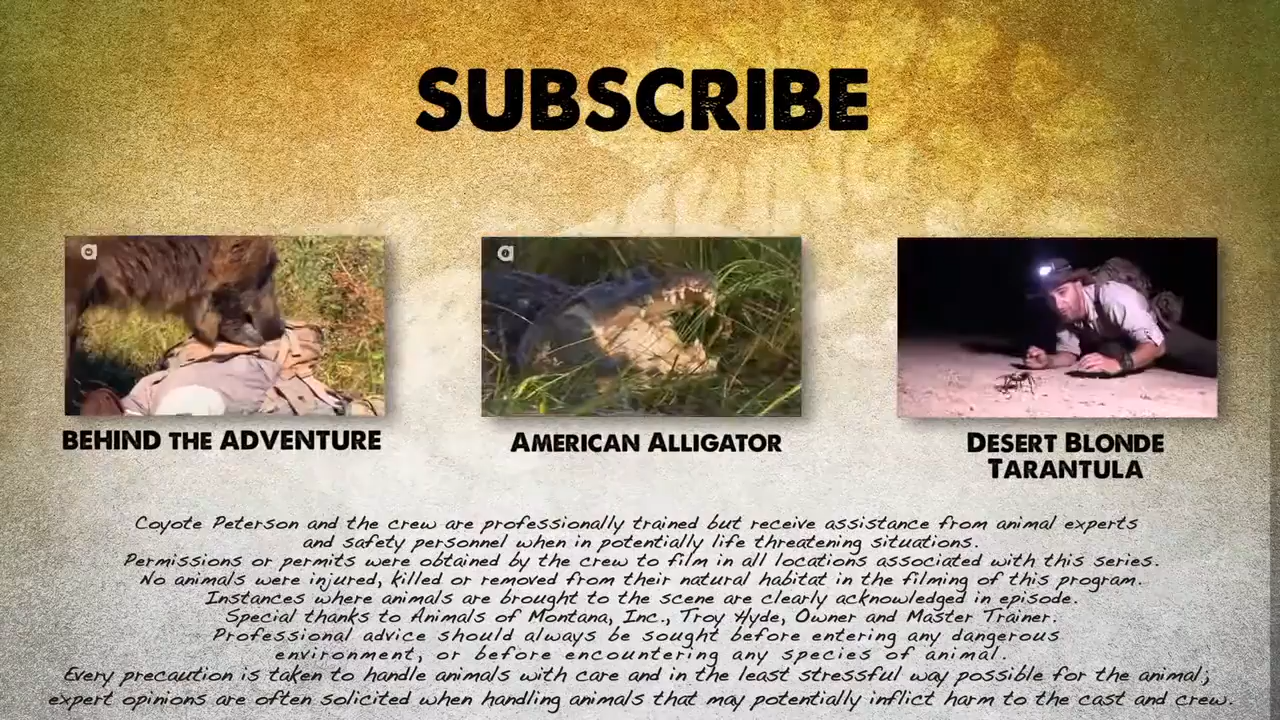 SUBSCRIBE
BEHIND THE ADVENTURE
AMERICAN ALLIGATOR
DESERT BLONDE
TARANTULA
Coyote Peterson and the crew are professionally trained but receive assistance from animal experts
and safety personnel when in potentially life threatening situations.
Permissions or permits were obtained by the crew to film in all locations associated with this series.
No animals were injured, killed or removed from their natural habitat in the filming of this program.
Instances where animals are brought to the scene are clearly acknowledged in episode.
Special thanks to Animals of Montana, Inc., Troy Hyde, Owner and Master Trainer.
Professional advice should always be sought before entering any dangerous
environment, or before encountering any species of animal.
Every precaution is taken to handle animals with care and in the least stressful way possible for the animal;
expert opinions are often solicited when handling animals that may potentially inflict harm to the cast and crew.